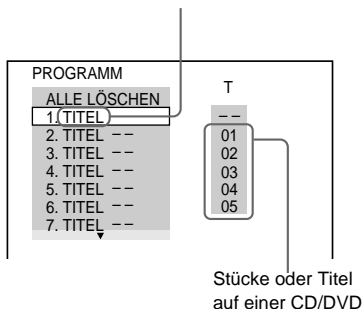 PROGRAMM
T
ALLE LÖSCHEN
1. TITEL – –
2. TITEL – – 01
3. TITEL – – 02
4. TITEL – – 03
5. TITEL – – 04
6. TITEL – – 05
7. TITEL – –
Stücke oder Titel
auf einer CD/DVD